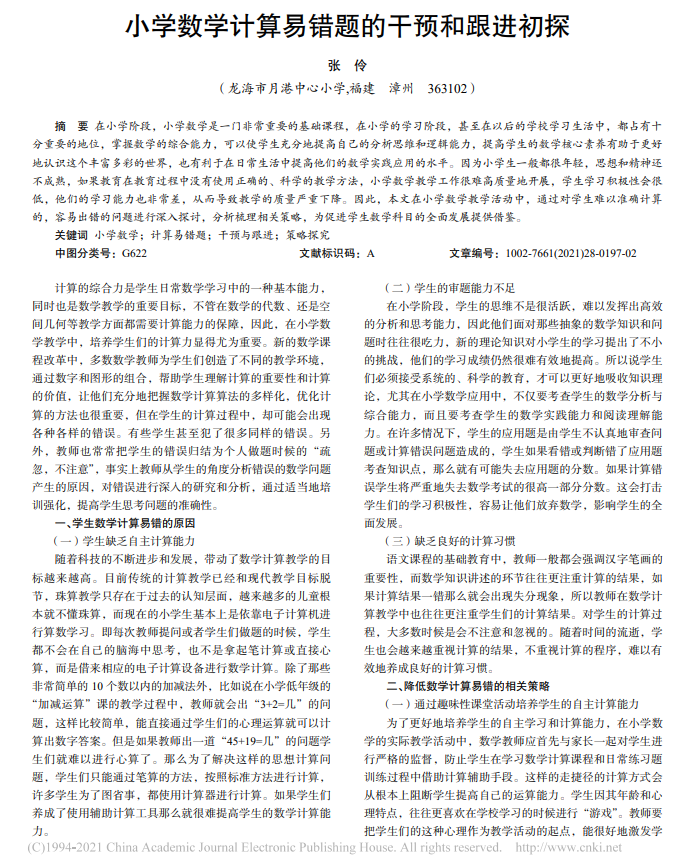 小学数学计算易错题的干预和跟进初探
张 伶
（龙海市月港中心小学,福建 漳州 363102）
摘 要 在小学阶段，小学数学是一门非常重要的基础课程，在小学的学习阶段，甚至在以后的学校学习生活中，都占有十
分重要的地位，掌握数学的综合能力，可以使学生充分地提高自己的分析思维和逻辑能力，提高学生的数学核心素养有助于更好
地认识这个丰富多彩的世界，也有利于在日常生活中提高他们的数学实践应用的水平。因为小学生一般都很年轻，思想和精神还
不成熟，如果教育在教育过程中没有使用正确的、科学的教学方法，小学数学教学工作很难高质量地开展，学生学习积极性会很
低，他们的学习能力也非常差，从而导致教学的质量严重下降。因此，本文在小学数学教学活动中，通过对学生难以准确计算
的，容易出错的问题进行深入探讨，分析梳理相关策略，为促进学生数学科目的全面发展提供借鉴。
关键词 小学数学；计算易错题；干预与跟进；策略探究
中图分类号：G622 文献标识码：A 文章编号：1002-7661(2021)28-0197-02
计算的综合力是学生日常数学学习中的一种基本能力，
同时也是数学教学的重要目标，不管在数学的代数、还是空
间几何等教学方面都需要计算能力的保障，因此，在小学数
学教学中，培养学生们的计算力显得尤为重要。新的数学课
程改革中，多数数学教师为学生们创造了不同的教学环境，
通过数字和图形的组合，帮助学生理解计算的重要性和计算
的价值，让他们充分地把握数学计算算法的多样化，优化计
算的方法也很重要，但在学生的计算过程中，却可能会出现
各种各样的错误。有些学生甚至犯了很多同样的错误。另
外，教师也常常把学生的错误归结为个人做题时候的“疏
忽，不注意”，事实上教师从学生的角度分析错误的数学问题
产生的原因，对错误进行深入的研究和分析，通过适当地培
训强化，提高学生思考问题的准确性。
一、学生数学计算易错的原因
（一）学生缺乏自主计算能力
随着科技的不断进步和发展，带动了数学计算教学的目
标越来越高。目前传统的计算教学已经和现代教学目标脱
节，珠算教学只存在于过去的认知层面，越来越多的儿童根
本就不懂珠算，而现在的小学生基本上是依靠电子计算机进
行算数学习。即每次教师提问或者学生们做题的时候，学生
都不会在自己的脑海中思考，也不是拿起笔计算或直接心
算，而是借来相应的电子计算设备进行数学计算。除了那些
非常简单的 10 个数以内的加减法外，比如说在小学低年级的
“加减运算”课的教学过程中，教师就会出“3+2=几”的问
题，这样比较简单，能直接通过学生们的心理运算就可以计
算出数字答案。但是如果教师出一道“45+19=几”的问题学
生们就难以进行心算了。那么为了解决这样的思想计算问
题，学生们只能通过笔算的方法，按照标准方法进行计算，
许多学生为了图省事，都使用计算器进行计算。如果学生们
养成了使用辅助计算工具那么就很难提高学生的数学计算能
力。
（二）学生的审题能力不足
在小学阶段，学生的思维不是很活跃，难以发挥出高效
的分析和思考能力，因此他们面对那些抽象的数学知识和问
题时往往很吃力，新的理论知识对小学生的学习提出了不小
的挑战，他们的学习成绩仍然很难有效地提高。所以说学生
们必须接受系统的、科学的教育，才可以更好地吸收知识理
论，尤其在小学数学应用中，不仅要考查学生的数学分析与
综合能力，而且要考查学生的数学实践能力和阅读理解能
力。在许多情况下，学生的应用题是由学生不认真地审查问
题或计算错误问题造成的，学生如果看错或判断错了应用题
考查知识点，那么就有可能失去应用题的分数。如果计算错
误学生将严重地失去数学考试的很高一部分分数。这会打击
学生们的学习积极性，容易让他们放弃数学，影响学生的全
面发展。
（三）缺乏良好的计算习惯
语文课程的基础教育中，教师一般都会强调汉字笔画的
重要性，而数学知识讲述的环节往往更注重计算的结果，如
果计算结果一错那么就会出现失分现象，所以教师在数学计
算教学中也往往更注重学生们的计算结果。对学生的计算过
程，大多数时候是会不注意和忽视的。随着时间的流逝，学
生也会越来越重视计算的结果，不重视计算的程序，难以有
效地养成良好的计算习惯。
二、降低数学计算易错的相关策略
（一）通过趣味性课堂活动培养学生的自主计算能力
为了更好地培养学生的自主学习和计算能力，在小学数
学的实际教学活动中，数学教师应首先与家长一起对学生进
行严格的监督，防止学生在学习数学计算课程和日常练习题
训练过程中借助计算辅助手段。这样的走捷径的计算方式会
从根本上阻断学生提高自己的运算能力。学生因其年龄和心
理特点，往往更喜欢在学校学习的时候进行“游戏”。教师要
把学生们的这种心理作为教学活动的起点，能很好地激发学
(C)1994-2021 China Academic Journal Electronic Publishing House. All rights reserved. http://www.cnki.net